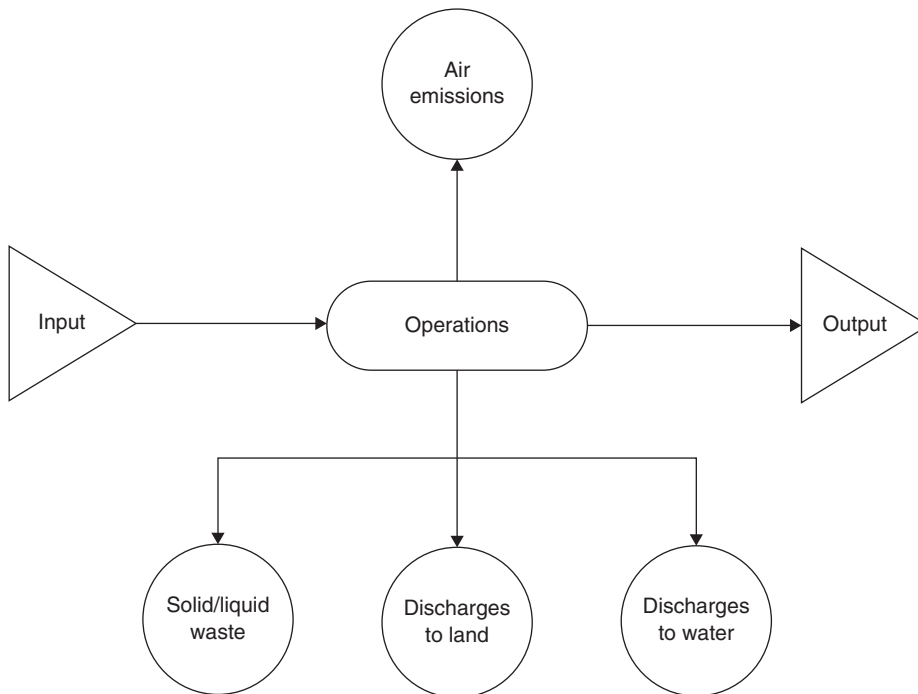 Air
emissions
Input
Operations
Output
Solid/liquid
waste
Discharges
to land
Discharges
to water